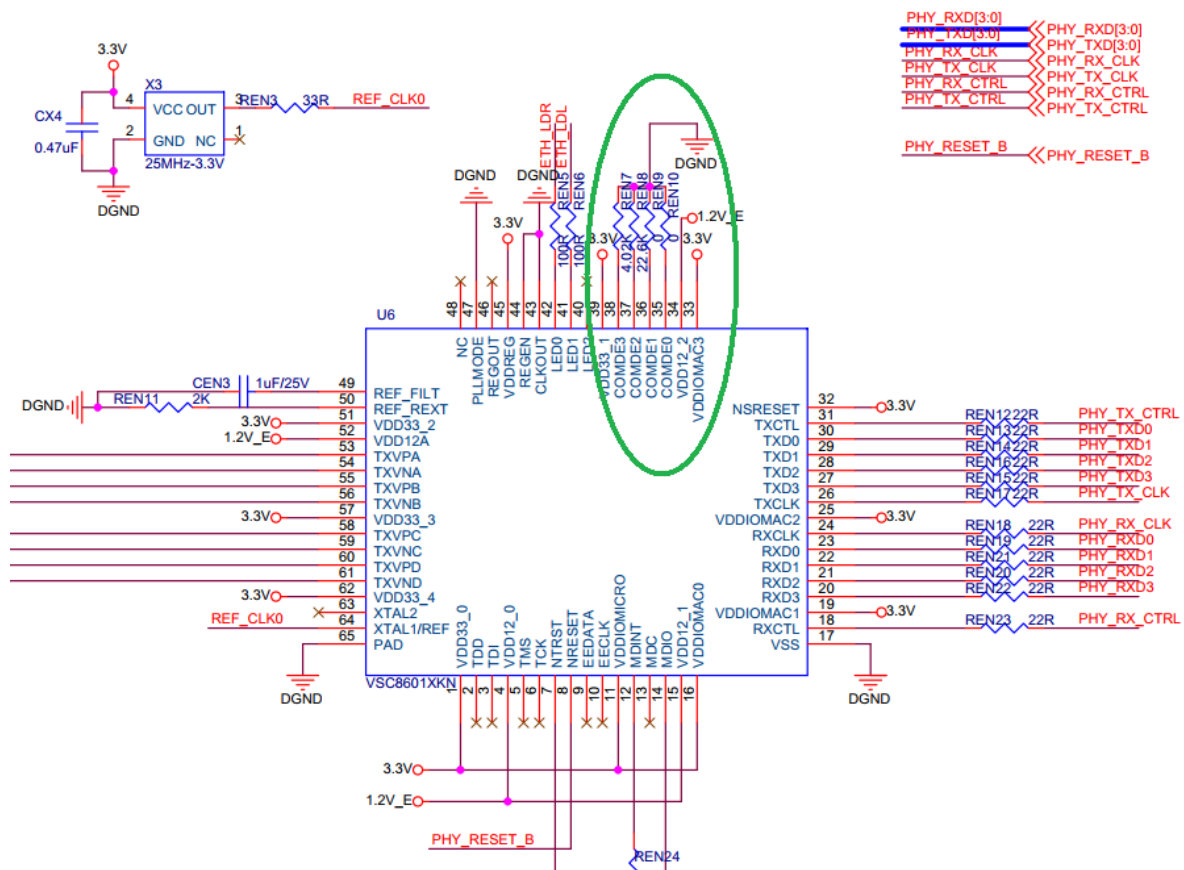 PHY_RXD[3:0]
PHY_RXD[3:0]
PHY_TXD[3:0]
PHY_TXD[3:0]
PHY_RX_CLK
PHY_RX_CLK
PHY_TX_CLK
PHY_TX_CLK
PHY_RX_CTRL
PHY_RX_CTRL
PHY_TX_CTRL
PHY_TX_CTRL
PHY_RESET_B
PHY_RESET_B
3.3V
X3
CX4
0.47uF
4 VCC OUT 3
2 GND NC 1
25MHz-3.3V
REN3 33R REF_CLK0
DGND
DGND
DGND
3.3V
ETH_LDR
ETH_LDL
REN5
REN6
100R
100R
3.3V
REN7
REN8
REN9
REN10
4.02K
22.6K
0
0
DGND
1.2V_E
3.3V
U6
48 NC
47 PLLMODE
46 REGOUT
45 VDDREG
44 REGEN
43 CLKOUT
42 LED0
41 LED1
40 LED2
39 VDD33_1
38 COMDE3
37 COMDE2
36 COMDE1
35 COMDE0
34 VDD12_2
33 VDDIOMAC3
DGND
CEN3 1uF/25V
REN11 2K
3.3V
1.2V_E
3.3V
3.3V
REF_CLK0
DGND
49 REF_FILT
50 REF_REXT
51 VDD33_2
52 VDD12A
53 TXVPA
54 TXVNA
55 TXVPB
56 TXVNB
57 VDD33_3
58 TXVPC
59 TXVNC
60 TXVPD
61 TXVND
62 VDD33_4
63 XTAL2
64 XTAL1/REF
65 PAD
NSRESET 32 3.3V
TXCTL 31 REN12 22R PHY_TX_CTRL
TXD0 30 REN13 22R PHY_TXD0
TXD1 29 REN14 22R PHY_TXD1
TXD2 28 REN16 22R PHY_TXD2
TXD3 27 REN15 22R PHY_TXD3
TXCLK 26 REN17 22R PHY_TX_CLK
VDDIOMAC2 25 3.3V
RXCLK 24 REN18 22R PHY_RX_CLK
RXD0 23 REN19 22R PHY_RXD0
RXD1 22 REN21 22R PHY_RXD1
RXD2 21 REN20 22R PHY_RXD2
RXD3 20 REN22 22R PHY_RXD3
VDDIOMAC1 19 3.3V
RXCTL 18 REN23 22R PHY_RX_CTRL
VSS 17
DGND
VSC8601XKN
1 VDD33_0
2 TDD
3 TDI
4 VDD12_0
5 TMS
6 TCK
7 NTRST
8 NRESET
9 EEDATA
10 EECLK
11 VDDIOMICRO
12 MDINT
13 MDC
14 MDIO
15 VDD12_1
16 VDDIOMAC0
3.3V
1.2V_E
PHY_RESET_B
REN24